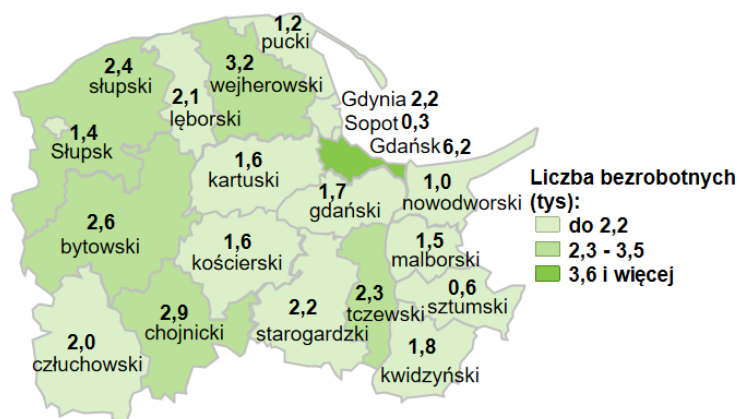 1,2
pucki
2,4
słupski
3,2
wejherowski
2,1
lęborski
Gdynia 2,2
Sopot 0,3
Gdańsk 6,2
1,4
Słupsk
1,6
kartuski
1,7
gdański
1,0
nowodworski
2,6
bytowski
1,6
kościerski
1,5
malborski
0,6
sztumski
2,9
chojnicki
2,2
starogardzki
2,3
tczewski
2,0
człuchowski
1,8
kwidzyński
Liczba bezrobotnych
(tys):
do 2,2
2,3 - 3,5
3,6 i więcej